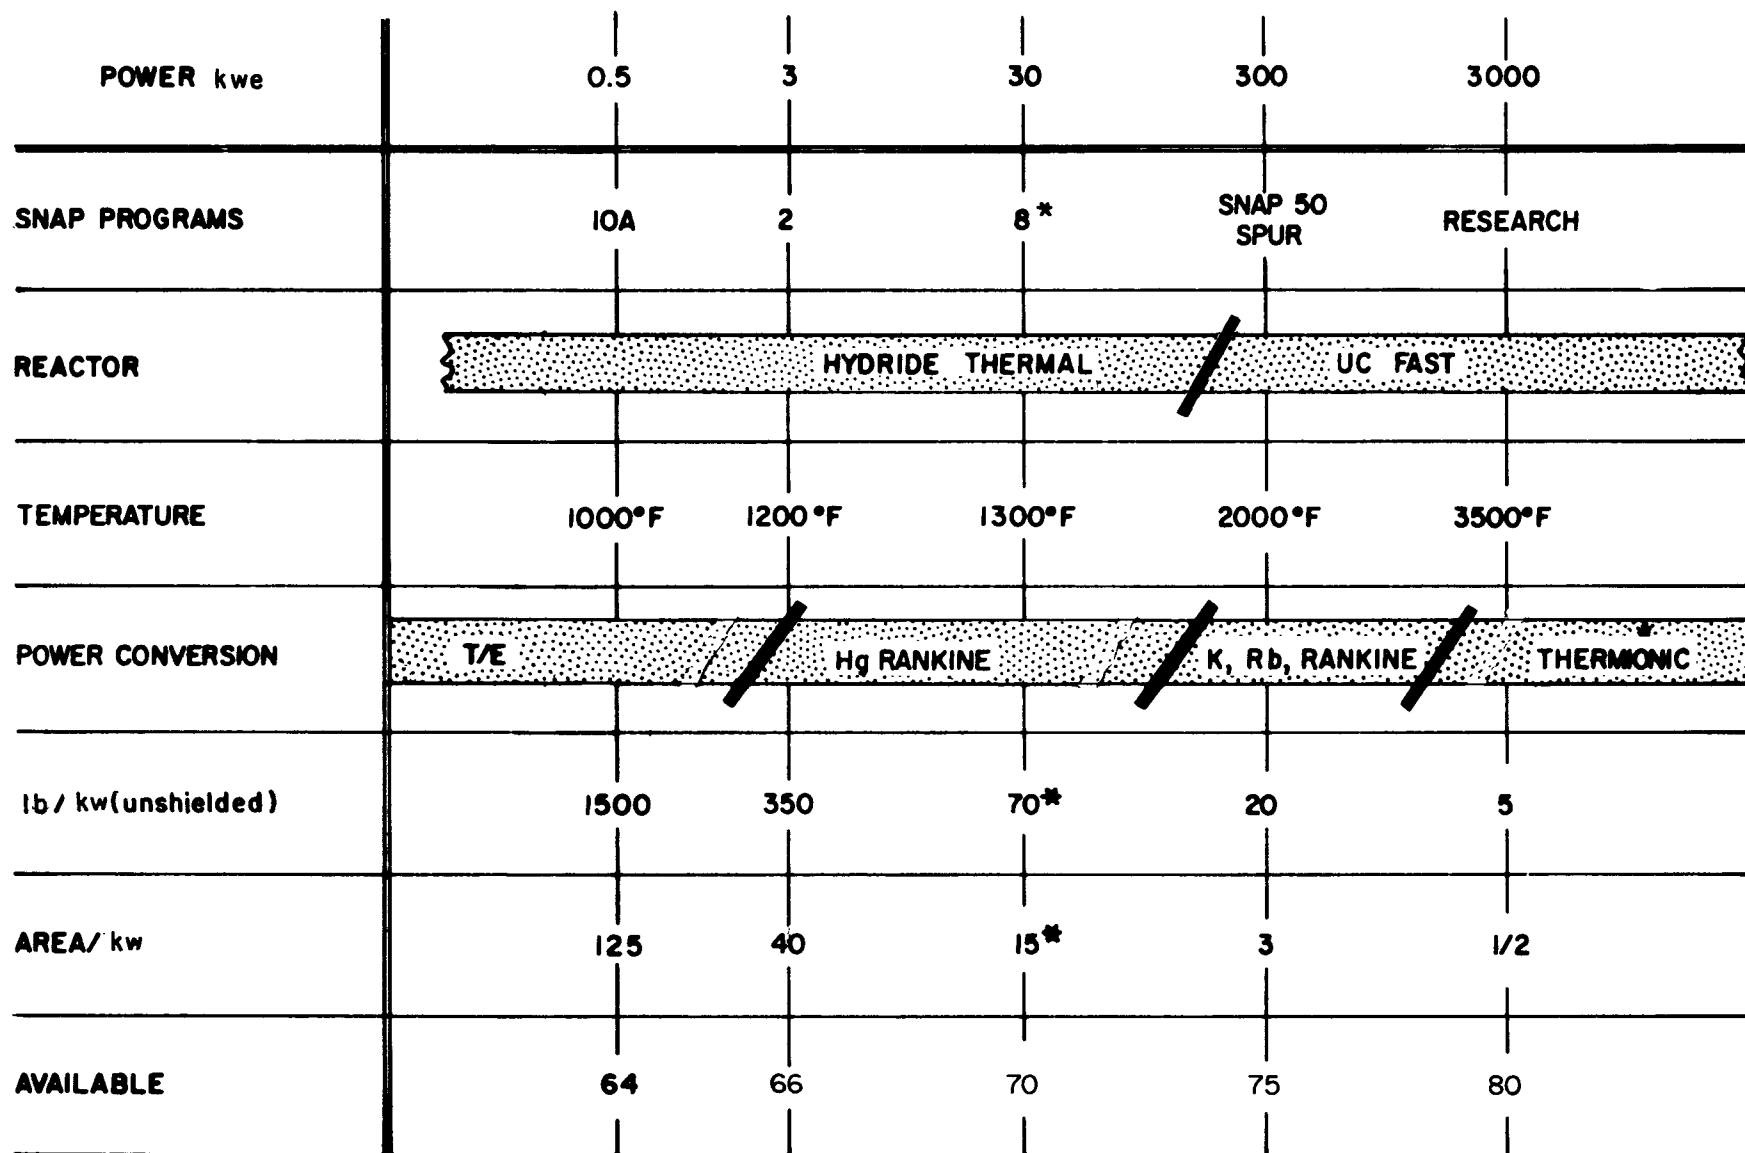 POWER kwe 0.5 3 30 300 3000
SNAP PROGRAMS 10A 2 8* SNAP 50 SPUR RESEARCH
REACTOR HYDRIDE THERMAL UC FAST
TEMPERATURE 1000°F 1200°F 1300°F 2000°F 3500°F
POWER CONVERSION T/E Hg RANKINE K, Rb, RANKINE THERMIONIC*
lb/kw(unshielded) 1500 350 70* 20 5
AREA/kw 125 40 15* 3 1/2
AVAILABLE 64 66 70 75 80